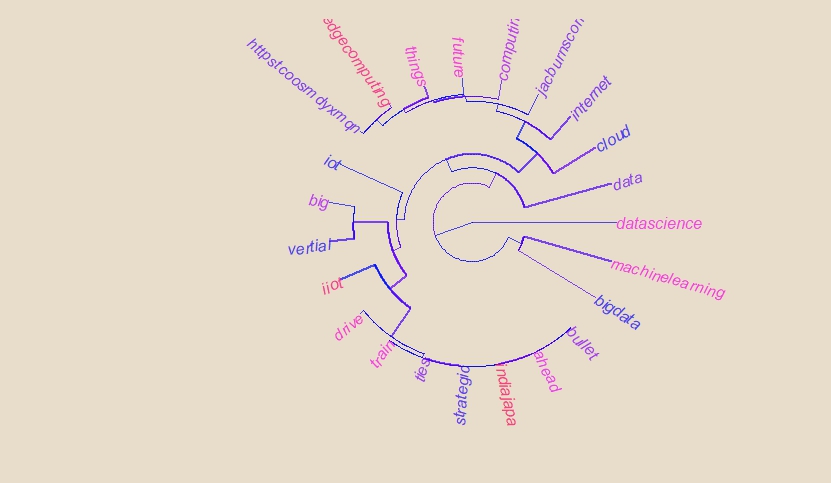 httpstcoosmdyxmqn
edgecomputing
things
future
computin
jacburnscom
internet
cloud
data
datascience
machinelearning
bigdata
bullet
ahead
indiajapa
strategic
ties
train
drive
iiot
vertial
big
iot